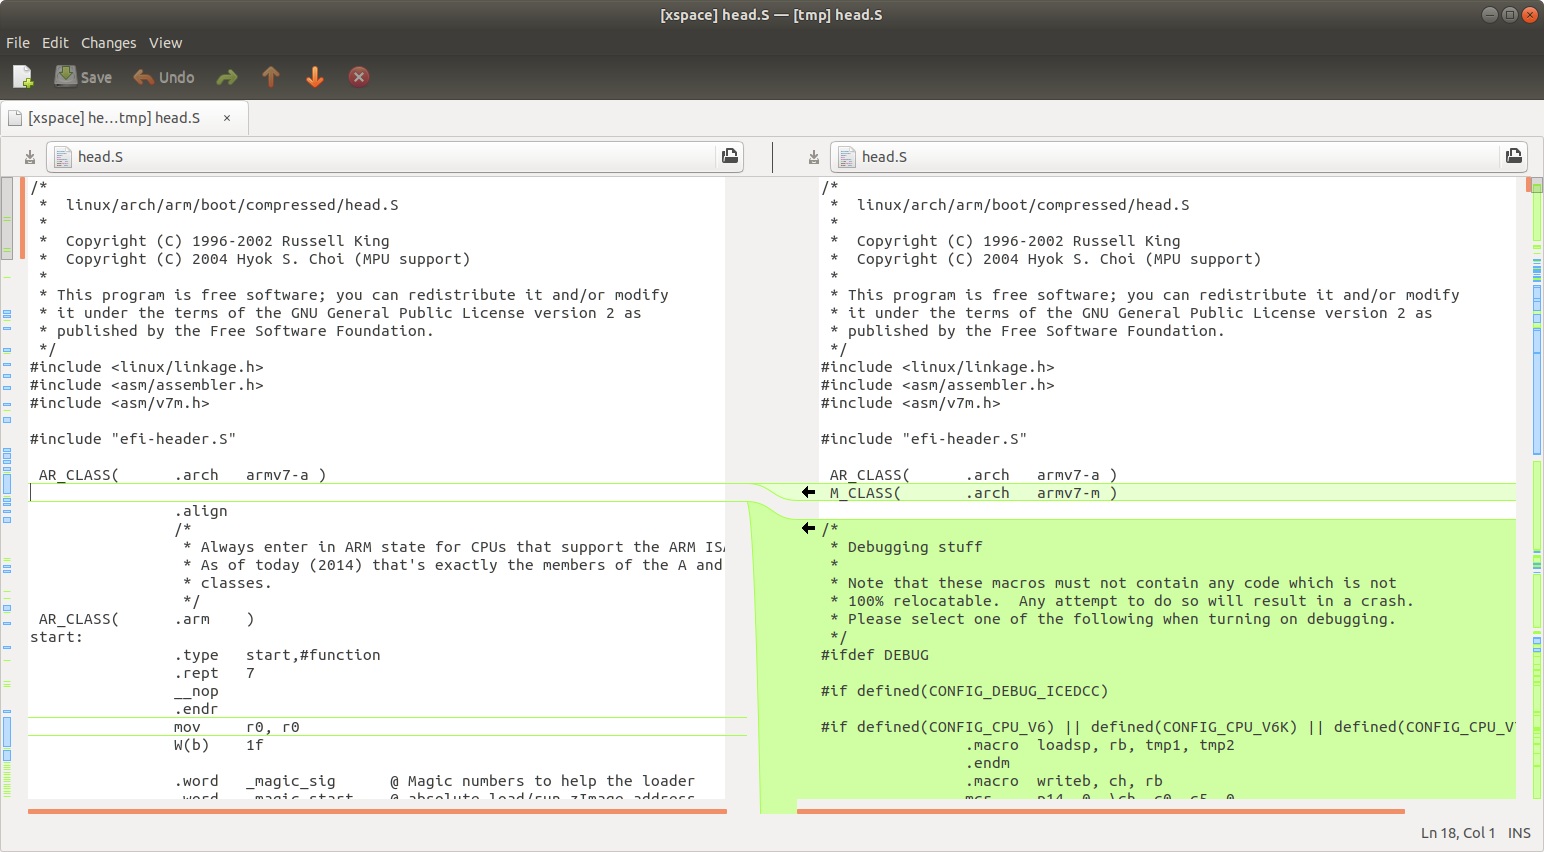 [xspace] head.S — [tmp] head.S
File Edit Changes View
Save Undo
[xspace] he...tmp] head.S ×
head.S
/*
 *  linux/arch/arm/boot/compressed/head.S
 *
 *  Copyright (C) 1996-2002 Russell King
 *  Copyright (C) 2004 Hyok S. Choi (MPU support)
 *
 * This program is free software; you can redistribute it and/or modify
 * it under the terms of the GNU General Public License version 2 as
 * published by the Free Software Foundation.
 */
#include <linux/linkage.h>
#include <asm/assembler.h>
#include <asm/v7m.h>
#include "efi-header.S"
 AR_CLASS(      .arch   armv7-a )
                .align
                /*
                 * Always enter in ARM state for CPUs that support the ARM
                 * As of today (2014) that's exactly the members of the A and
                 * classes.
                 */
 AR_CLASS(      .arm    )
start:
                .type   start,#function
                .rept   7
                __nop
                .endr
                mov     r0, r0
                W(b)    1f
                .word   _magic_sig      @ Magic numbers to help the loader
                .word   _magic_start    @ absolute load/run zImage address
head.S
/*
 *  linux/arch/arm/boot/compressed/head.S
 *
 *  Copyright (C) 1996-2002 Russell King
 *  Copyright (C) 2004 Hyok S. Choi (MPU support)
 *
 * This program is free software; you can redistribute it and/or modify
 * it under the terms of the GNU General Public License version 2 as
 * published by the Free Software Foundation.
 */
#include <linux/linkage.h>
#include <asm/assembler.h>
#include <asm/v7m.h>
#include "efi-header.S"
 AR_CLASS(      .arch   armv7-a )
 M_CLASS(       .arch   armv7-m )
/*
 * Debugging stuff
 *
 * Note that these macros must not contain any code which is not
 * 100% relocatable.  Any attempt to do so will result in a crash.
 * Please select one of the following when turning on debugging.
 */
#ifdef DEBUG
#if defined(CONFIG_DEBUG_ICEDCC)
#if defined(CONFIG_CPU_V6) || defined(CONFIG_CPU_V6K) || defined(CONFIG_CPU_V
                .macro  loadsp, rb, tmp1, tmp2
                .endm
                .macro  writeb, ch, rb
                mcr     p14, 0, \ch, c0, c5, 0
Ln 18, Col 1 INS